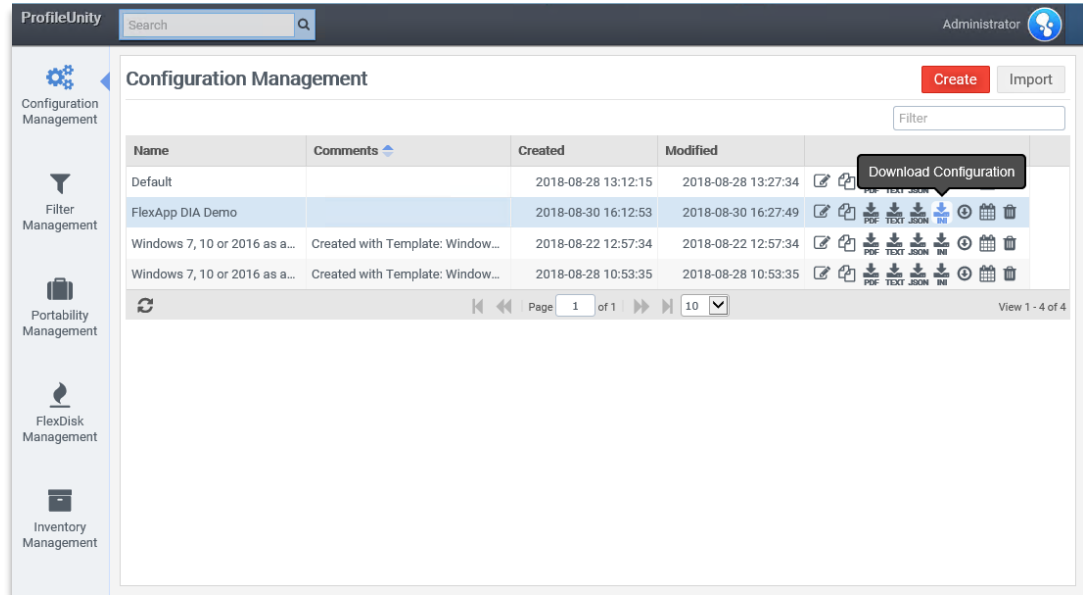 ProfileUnity
Search
Administrator
Configuration Management
Configuration Management
Create
Import
Filter
Name Comments Created Modified
Download Configuration
Default 2018-08-28 13:12:15 2018-08-28 13:27:34 PDF TEXT JSON
FlexApp DIA Demo 2018-08-30 16:12:53 2018-08-30 16:27:49 PDF TEXT JSON INI
Windows 7, 10 or 2016 as a... Created with Template: Window... 2018-08-22 12:57:34 2018-08-22 12:57:34 PDF TEXT JSON INI
Windows 7, 10 or 2016 as a... Created with Template: Window... 2018-08-28 10:53:35 2018-08-28 10:53:35 PDF TEXT JSON INI
Page 1 of 1 10 View 1 - 4 of 4
Filter
Management
Portability
Management
FlexDisk
Management
Inventory
Management